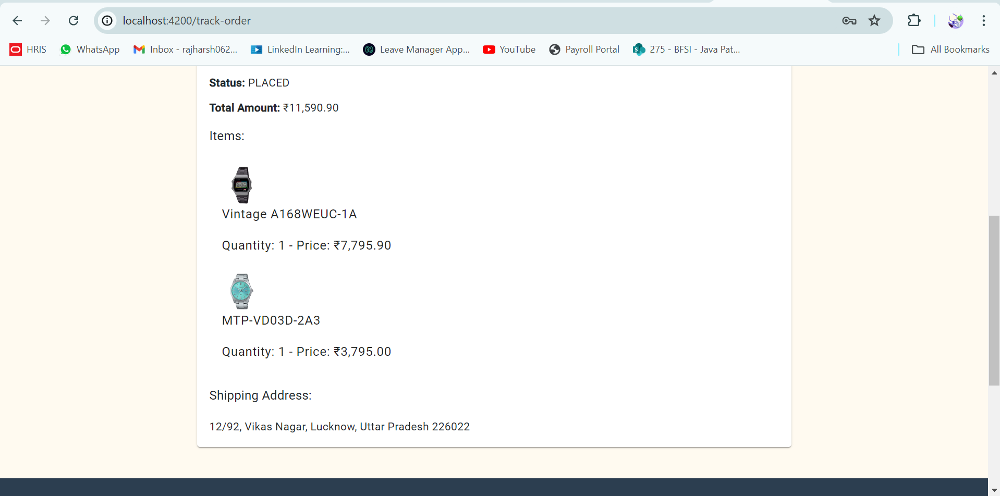 localhost:4200/track-order
HRIS WhatsApp Inbox - rajharsh062... LinkedIn Learning:... Leave Manager App... YouTube Payroll Portal 275 - BFSI - Java Pat... All Bookmarks
Status: PLACED
Total Amount: ₹11,590.90
Items:
Vintage A168WEUC-1A
Quantity: 1 - Price: ₹7,795.90
MTP-VD03D-2A3
Quantity: 1 - Price: ₹3,795.00
Shipping Address:
12/92, Vikas Nagar, Lucknow, Uttar Pradesh 226022